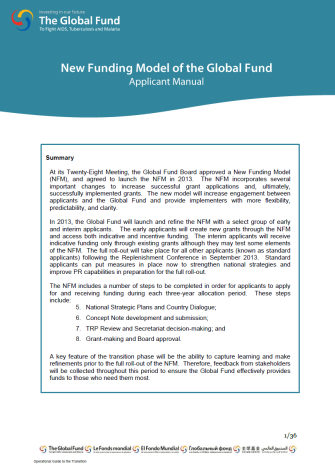 Investing in our future
The Global Fund
To Fight AIDS, Tuberculosis and Malaria
New Funding Model of the Global Fund
Applicant Manual
Summary
At its Twenty-Eight Meeting, the Global Fund Board approved a New Funding Model
(NFM), and agreed to launch the NFM in 2013. The NFM incorporates several
important changes to increase successful grant applications and, ultimately,
successfully implemented grants. The new model will increase engagement between
applicants and the Global Fund and provide implementers with more flexibility,
predictability, and clarity.
In 2013, the Global Fund will launch and refine the NFM with a select group of early
and interim applicants. The early applicants will create new grants through the NFM
and access both indicative and incentive funding. The interim applicants will receive
indicative funding only through existing grants although they may test some elements
of the NFM. The full roll-out will take place for all other applicants (known as standard
applicants) following the Replenishment Conference in September 2013. Standard
applicants can put measures in place now to strengthen national strategies and
improve PR capabilities in preparation for the full roll-out.
The NFM includes a number of steps to be completed in order for applicants to apply
for and receiving funding during each three-year allocation period. These steps
include:
5. National Strategic Plans and Country Dialogue;
6. Concept Note development and submission;
7. TRP Review and Secretariat decision-making; and
8. Grant-making and Board approval.
A key feature of the transition phase will be the ability to capture learning and make
refinements prior to the full roll-out of the NFM. Therefore, feedback from stakeholders
will be collected throughout this period to ensure the Global Fund effectively provides
funds to those who need them most.
1/36
The Global Fund Le Fonds mondial El Fondo Mundial Глобальный фонд 全球基金 الصندوق العالمي
Operational Guide to the Transition